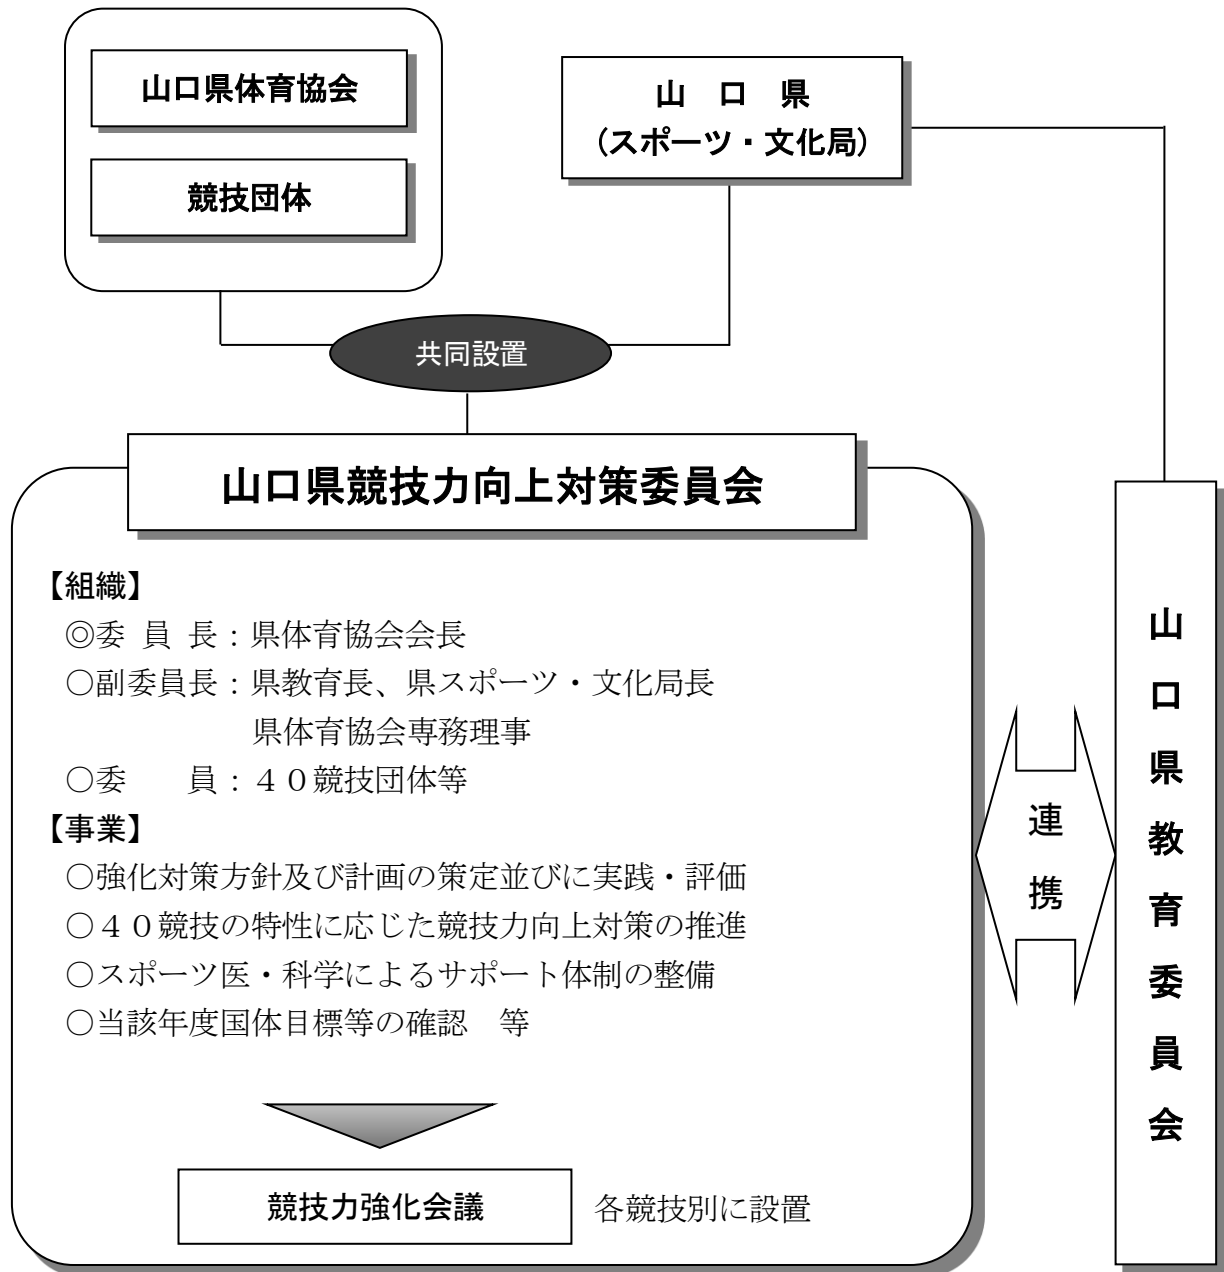 山口県体育協会
競技団体
山　口　県
(スポーツ・文化局)
共同設置
山口県競技力向上対策委員会
【組織】
◎委 員 長：県体育協会会長
○副委員長：県教育長、県スポーツ・文化局長
県体育協会専務理事
○委　　員：４０競技団体等
【事業】
○強化対策方針及び計画の策定並びに実践・評価
○４０競技の特性に応じた競技力向上対策の推進
○スポーツ医・科学によるサポート体制の整備
○当該年度国体目標等の確認　等
競技力強化会議
各競技別に設置
連携
山口県教育委員会